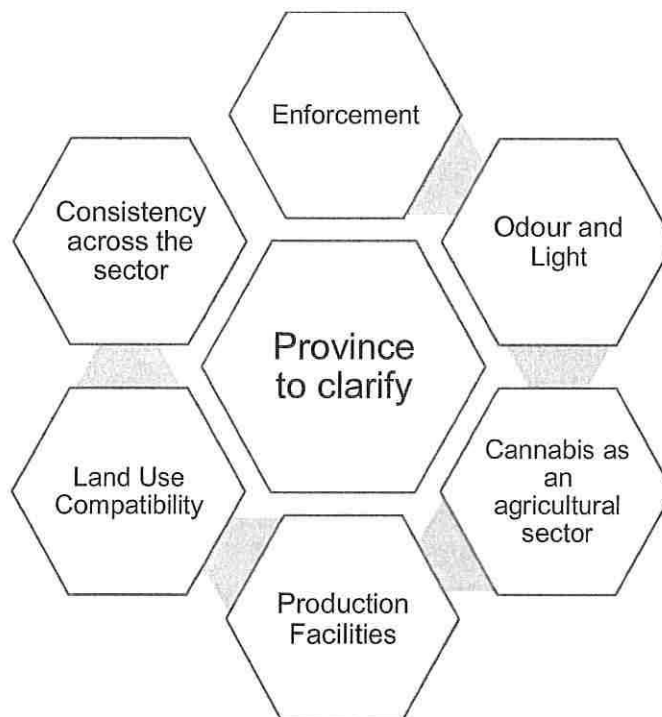 Enforcement
Odour and
Light
Cannabis as
an
agricultural
sector
Production
Facilities
Land Use
Compatibility
Consistency
across the
sector
Province
to clarify